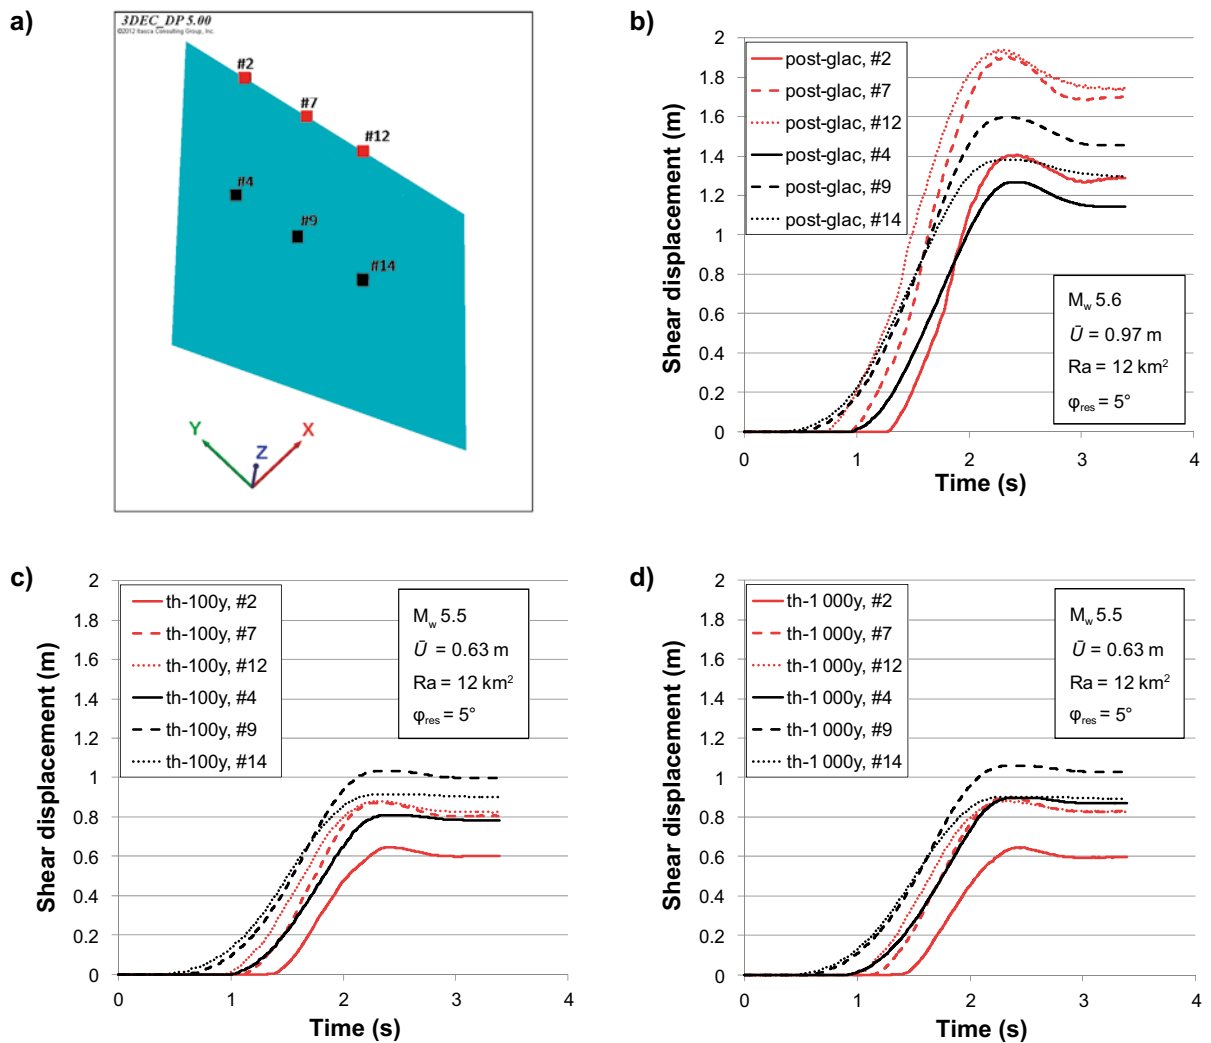 a)
3DEC_DP 5.00
©2012 Itasca Consulting Group, Inc.
#2
#7
#12
#4
#9
#14
Y
Z
X
b)
Shear displacement (m)
2
1.8
1.6
1.4
1.2
1
0.8
0.6
0.4
0.2
0
post-glac, #2
post-glac, #7
post-glac, #12
post-glac, #4
post-glac, #9
post-glac, #14
Mw 5.6
Ū = 0.97 m
Ra = 12 km²
φres = 5°
0 1 2 3 4
Time (s)
c)
Shear displacement (m)
2
1.8
1.6
1.4
1.2
1
0.8
0.6
0.4
0.2
0
th-100y, #2
th-100y, #7
th-100y, #12
th-100y, #4
th-100y, #9
th-100y, #14
Mw 5.5
Ū = 0.63 m
Ra = 12 km²
φres = 5°
0 1 2 3 4
Time (s)
d)
Shear displacement (m)
2
1.8
1.6
1.4
1.2
1
0.8
0.6
0.4
0.2
0
th-1 000y, #2
th-1 000y, #7
th-1 000y, #12
th-1 000y, #4
th-1 000y, #9
th-1 000y, #14
Mw 5.5
Ū = 0.63 m
Ra = 12 km²
φres = 5°
0 1 2 3 4
Time (s)